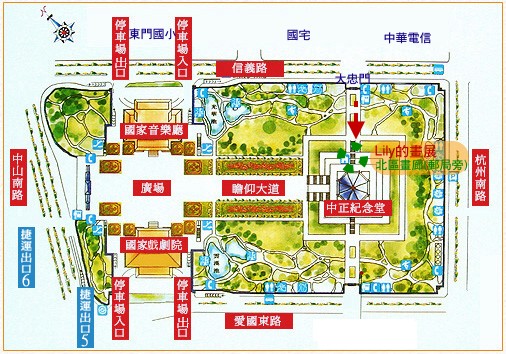 東門國小
國宅
中華電信
停車場出口
停車場入口
信義路
大忠門
國家音樂廳
Lily的畫展
北區畫廊(郵局旁)
中山南路
杭州南路
廣場
瞻仰大道
中正紀念堂
國家戲劇院
捷運出口6
捷運出口5
停車場入口
停車場出口
愛國東路